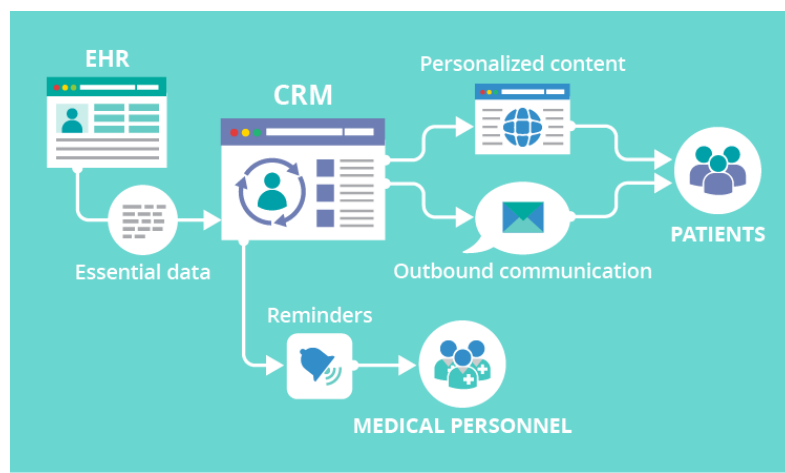 EHR
CRM
Personalized content
Essential data
Outbound communication
PATIENTS
Reminders
MEDICAL PERSONNEL